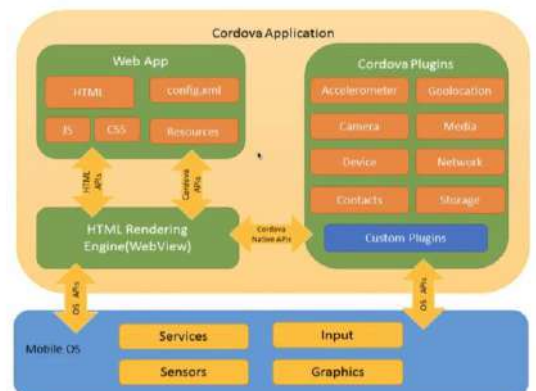 Cordova Application
Web App
HTML
config.xml
JS
CSS
Resources
Cordova Plugins
Accelerometer
Geolocation
Camera
Media
Device
Network
Contacts
Storage
Custom Plugins
HTML
APIs
Cordova
APIs
HTML Rendering
Engine(WebView)
Cordova
Native APIs
OS APIs
OS APIs
Mobile OS
Services
Input
Sensors
Graphics